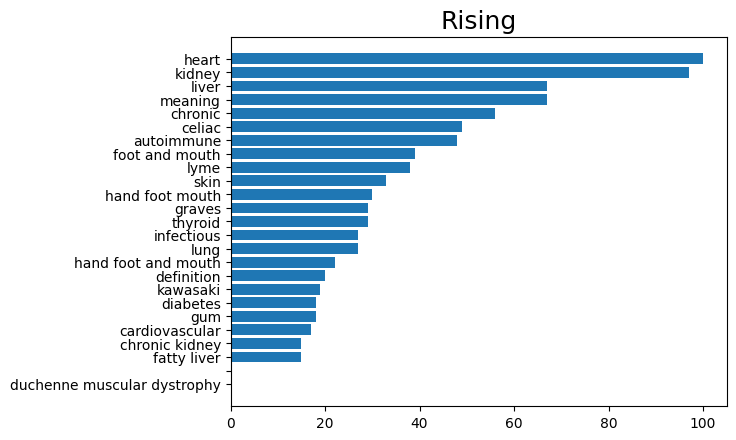 Rising
heart
kidney
liver
meaning
chronic
celiac
autoimmune
foot and mouth
lyme
skin
hand foot mouth
graves
thyroid
infectious
lung
hand foot and mouth
definition
kawasaki
diabetes
gum
cardiovascular
chronic kidney
fatty liver
duchenne muscular dystrophy
0 20 40 60 80 100